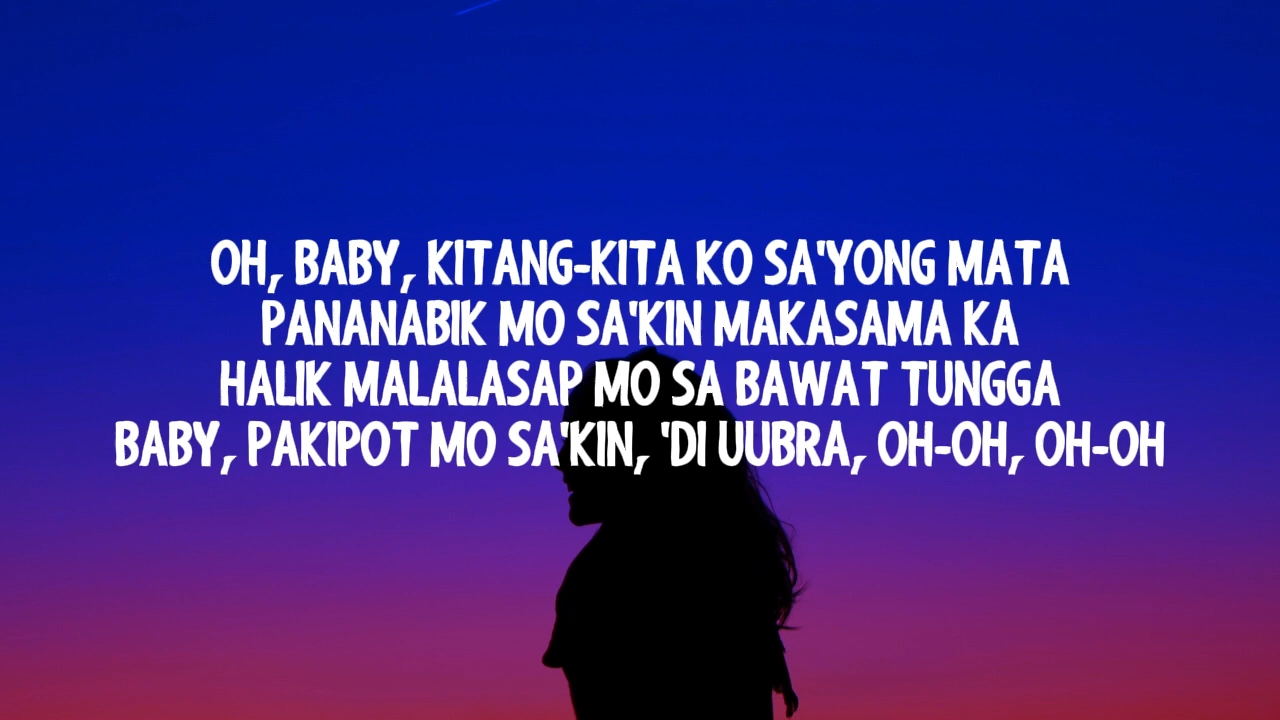 OH, BABY, KITANG-KITA KO SA'YONG MATA
PANANABIK MO SA'KIN MAKASAMA KA
HALIK MALALASAP MO SA BAWAT TUNGGA
BABY, PAKIPOT MO SA'KIN, 'DI UUBRA, OH-OH, OH-OH